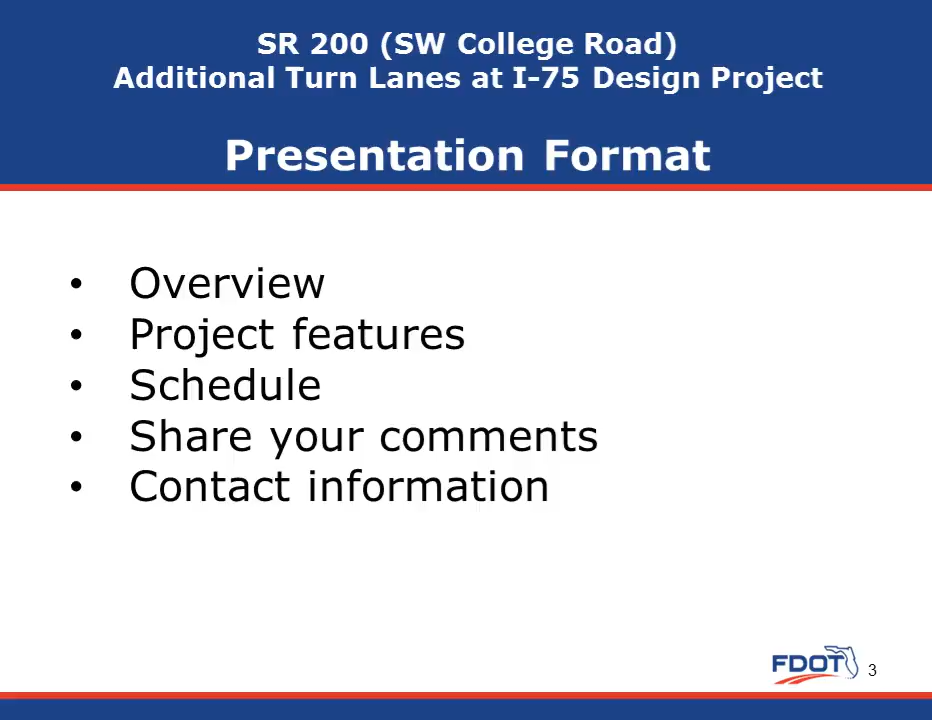 SR 200 (SW College Road)
Additional Turn Lanes at I-75 Design Project
Presentation Format
• Overview
• Project features
• Schedule
• Share your comments
• Contact information
FDOT
3